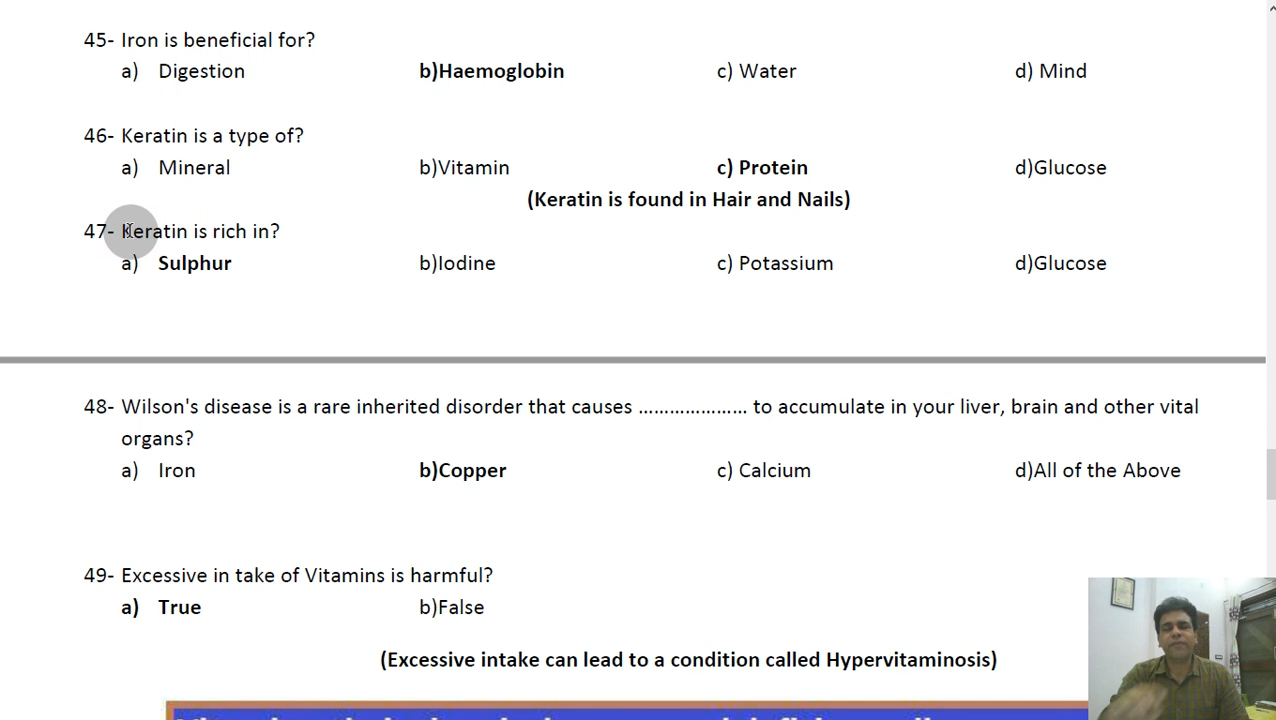 45- Iron is beneficial for?
a) Digestion b)Haemoglobin c) Water d) Mind
46- Keratin is a type of?
a) Mineral b)Vitamin c) Protein d)Glucose
(Keratin is found in Hair and Nails)
47- Keratin is rich in?
a) Sulphur b)Iodine c) Potassium d)Glucose
48- Wilson's disease is a rare inherited disorder that causes ..................... to accumulate in your liver, brain and other vital
organs?
a) Iron b)Copper c) Calcium d)All of the Above
49- Excessive in take of Vitamins is harmful?
a) True b)False
(Excessive intake can lead to a condition called Hypervitaminosis)